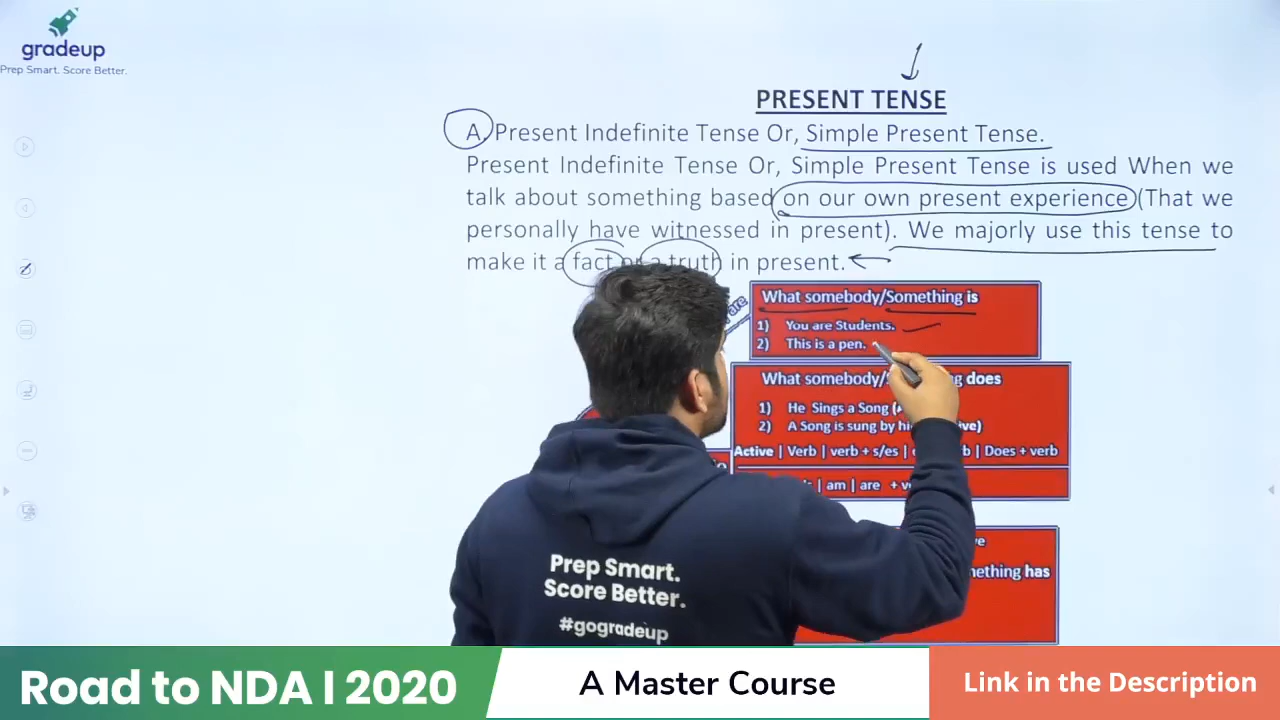 gradeup
Prep Smart. Score Better.
PRESENT TENSE
A. Present Indefinite Tense Or, Simple Present Tense.
Present Indefinite Tense Or, Simple Present Tense is used When we
talk about something based on our own present experience (That we
personally have witnessed in present). We majorly use this tense to
make it a fact or a truth in present.
are
What somebody/Something is
1) You are Students.
2) This is a pen.
What somebody/ does
1) He Sings a Song
2) A Song is sung by
Active | Verb | verb + s/es | | Does + verb
| am | are +
has
Prep Smart.
Score Better.
#gogradeup
Road to NDA | 2020
A Master Course
Link in the Description